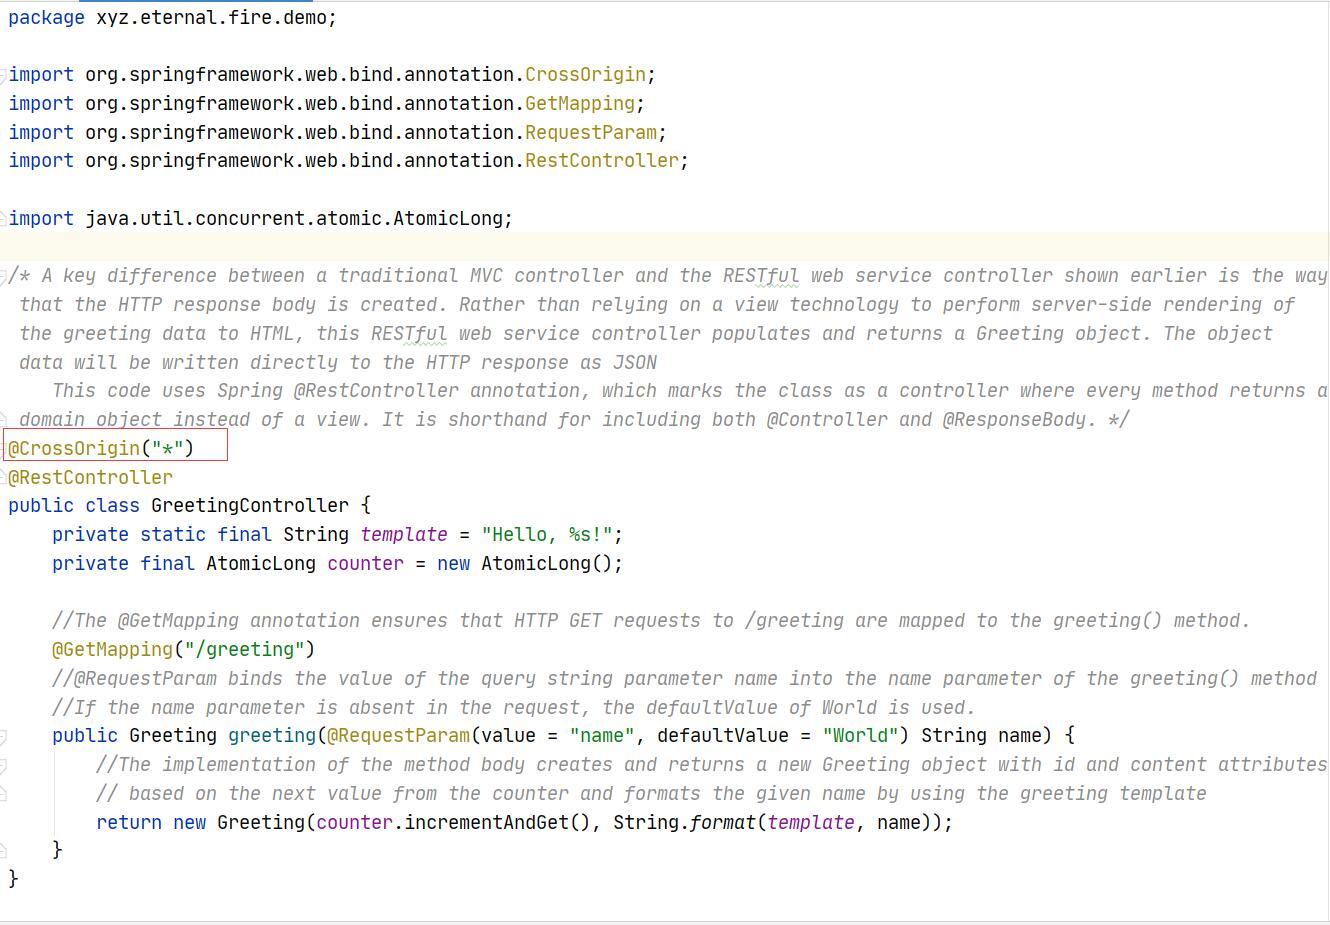 package xyz.eternal.fire.demo;
import org.springframework.web.bind.annotation.CrossOrigin;
import org.springframework.web.bind.annotation.GetMapping;
import org.springframework.web.bind.annotation.RequestParam;
import org.springframework.web.bind.annotation.RestController;
import java.util.concurrent.atomic.AtomicLong;
/* A key difference between a traditional MVC controller and the RESTful web service controller shown earlier is the way
that the HTTP response body is created. Rather than relying on a view technology to perform server-side rendering of
the greeting data to HTML, this RESTful web service controller populates and returns a Greeting object. The object
data will be written directly to the HTTP response as JSON
This code uses Spring @RestController annotation, which marks the class as a controller where every method returns a
domain object instead of a view. It is shorthand for including both @Controller and @ResponseBody. */
@CrossOrigin("*")
@RestController
public class GreetingController {
private static final String template = "Hello, %s!";
private final AtomicLong counter = new AtomicLong();
//The @GetMapping annotation ensures that HTTP GET requests to /greeting are mapped to the greeting() method.
@GetMapping("/greeting")
//@RequestParam binds the value of the query string parameter name into the name parameter of the greeting() method
//If the name parameter is absent in the request, the defaultValue of World is used.
public Greeting greeting(@RequestParam(value = "name", defaultValue = "World") String name) {
//The implementation of the method body creates and returns a new Greeting object with id and content attributes
// based on the next value from the counter and formats the given name by using the greeting template
return new Greeting(counter.incrementAndGet(), String.format(template, name));
}
}